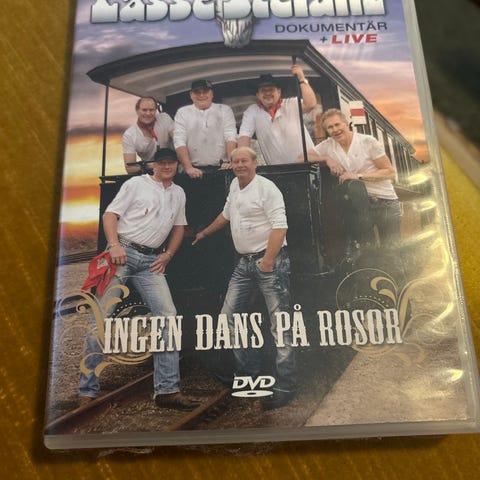 Lasse Stefanz
DOKUMENTÄR
+ LIVE
INGEN DANS PÅ ROSOR
DVD